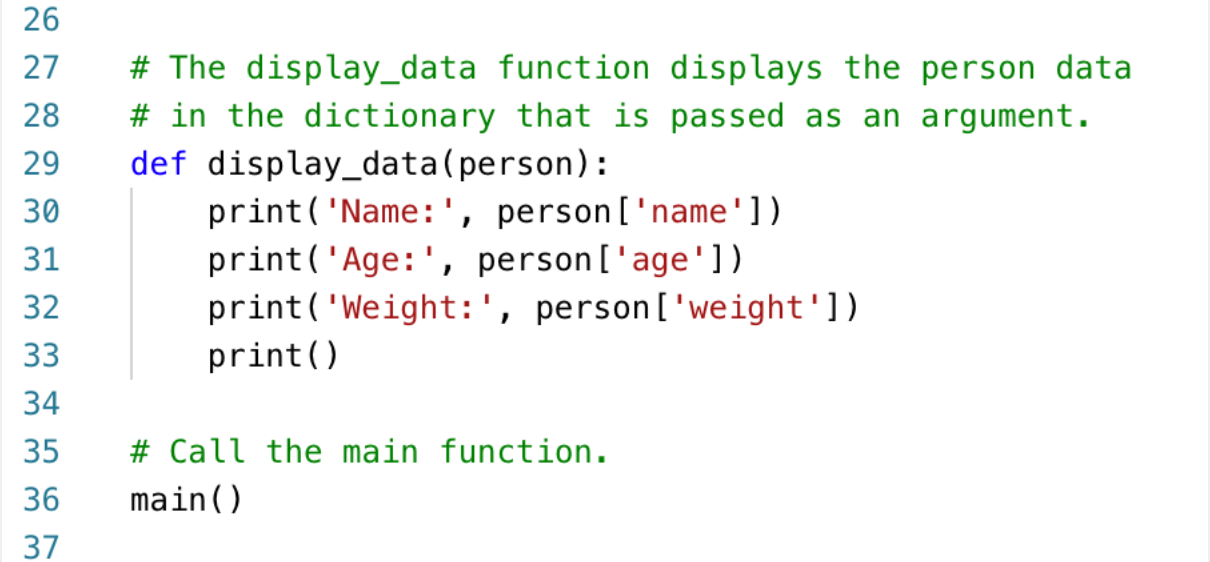 26
27 # The display_data function displays the person data
28 # in the dictionary that is passed as an argument.
29 def display_data(person):
30     print('Name:', person['name'])
31     print('Age:', person['age'])
32     print('Weight:', person['weight'])
33     print()
34
35 # Call the main function.
36 main()
37